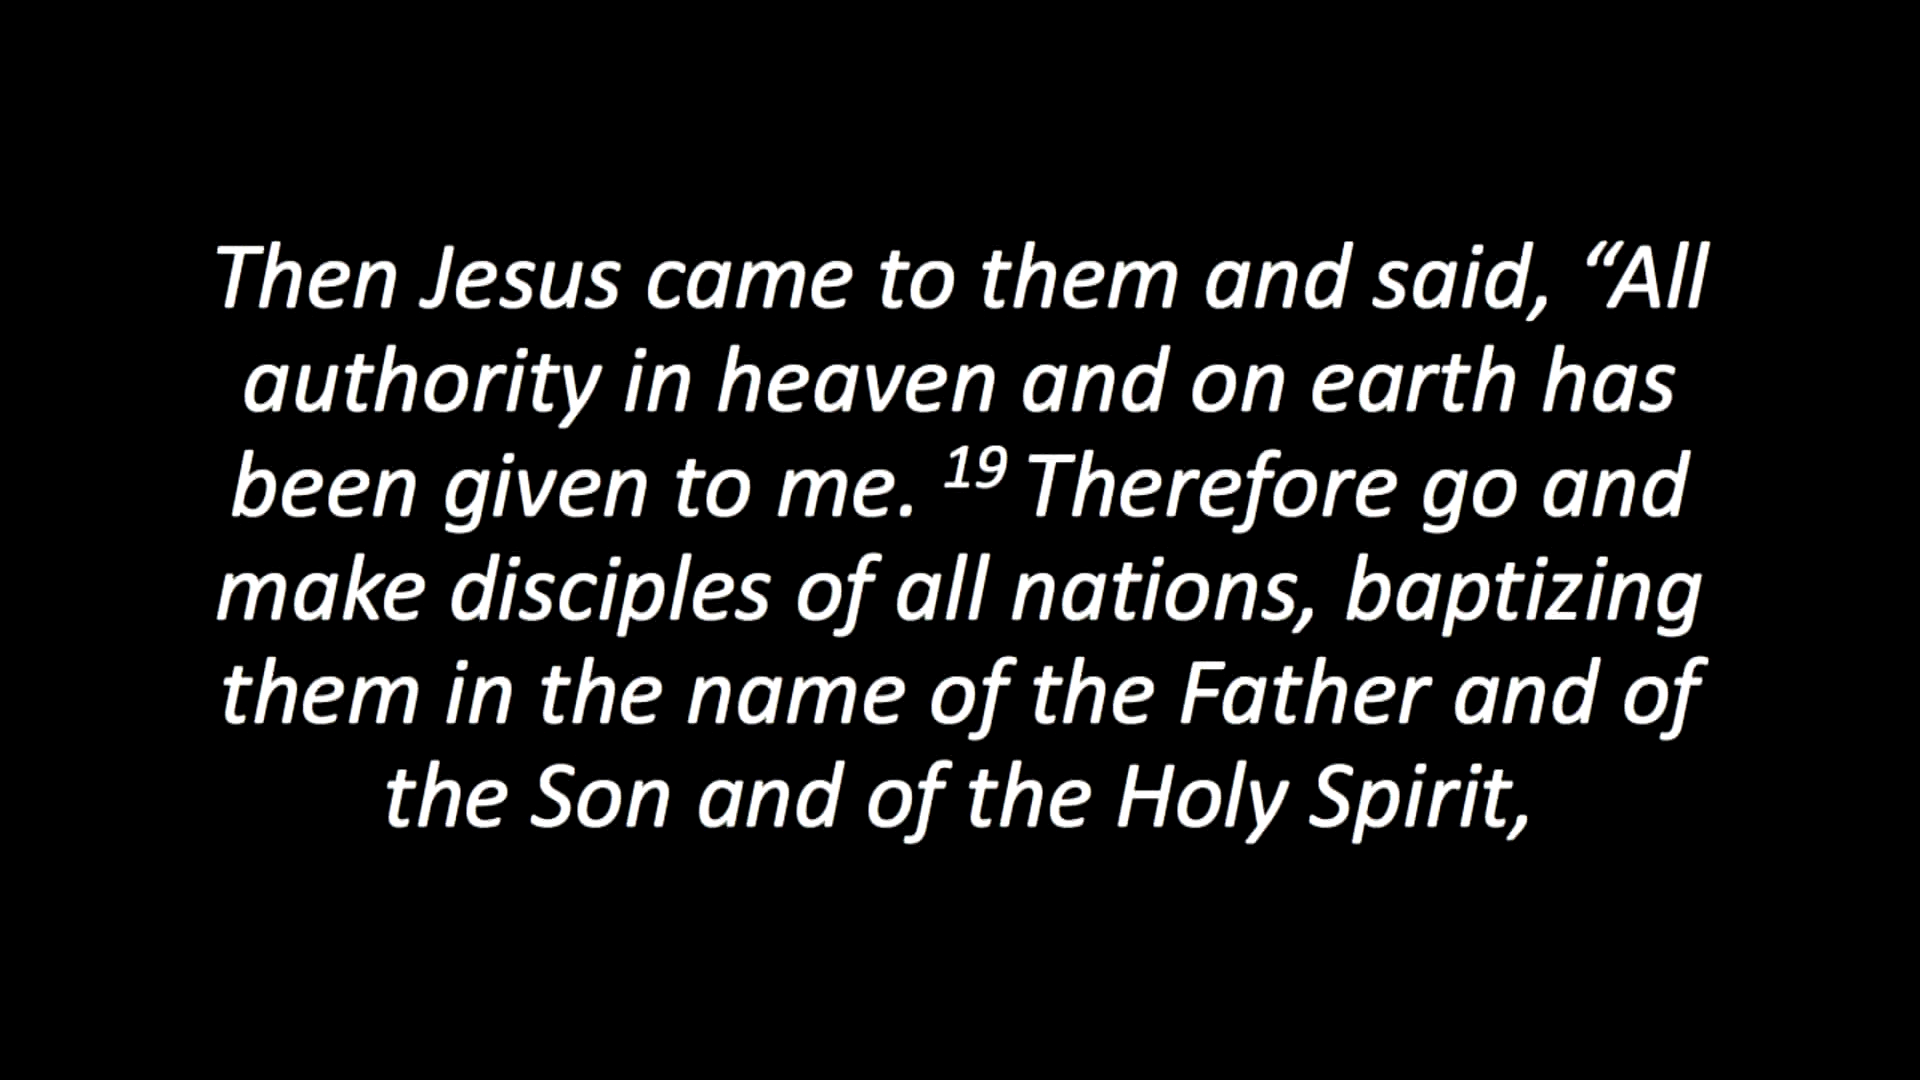 Then Jesus came to them and said, “All
authority in heaven and on earth has
been given to me. 19 Therefore go and
make disciples of all nations, baptizing
them in the name of the Father and of
the Son and of the Holy Spirit,